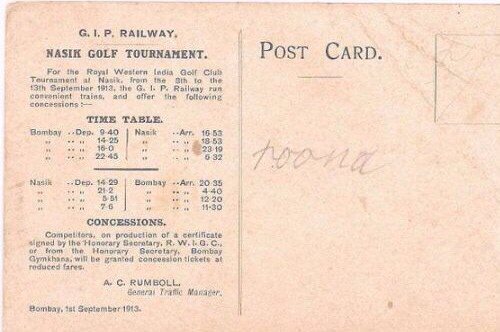 G. I. P. RAILWAY.
NASIK GOLF TOURNAMENT.
For the Royal Western India Golf Club
Tournament at Nasik, from the 8th to the
13th September 1913, the G. I. P. Railway run
convenient trains, and offer the following
concessions:—
TIME TABLE.
Bombay .. Dep. 9-40 Nasik .. Arr. 16-53
„ .. „ 14-25 „ .. „ 18-53
„ .. „ 16-0 „ .. „ 23-19
„ .. „ 22-45 „ .. „ 6-32
Nasik .. Dep. 14-29 Bombay .. Arr. 20-35
„ .. „ 21-2 „ .. „ 4-40
„ .. „ 5-51 „ .. „ 12-20
„ .. „ 7-6 „ .. „ 11-30
CONCESSIONS.
Competitors, on production of a certificate
signed by the Honorary Secretary, R. W. I. G. C.,
or from the Honorary Secretary, Bombay
Gymkhana, will be granted concession tickets at
reduced fares.
A. C. RUMBOLL.
General Traffic Manager.
Bombay, 1st September 1913.
POST CARD.
poona